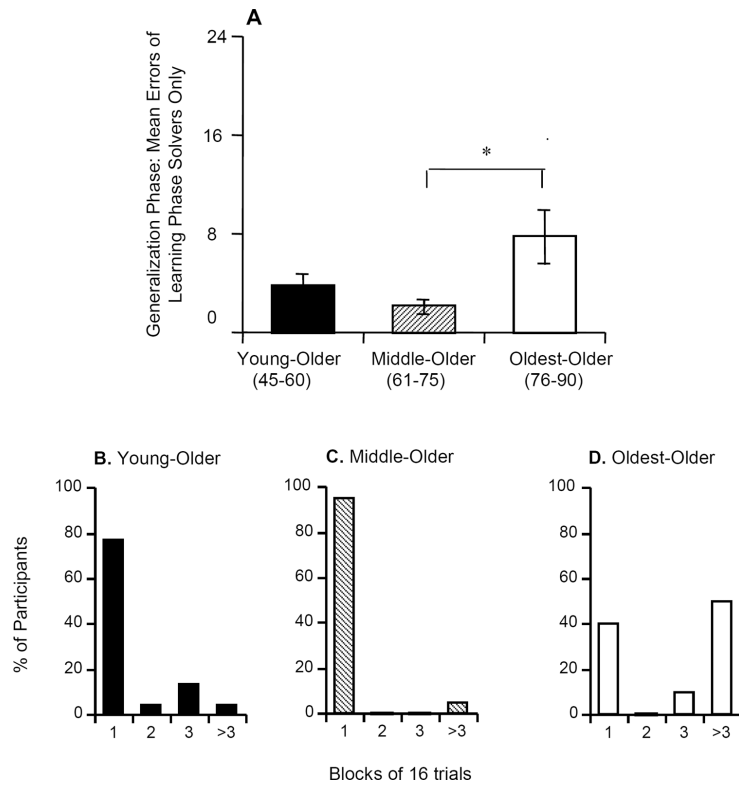 A
Generalization Phase: Mean Errors of
Learning Phase Solvers Only
24
16
8
0
*
Young-Older
(45-60)
Middle-Older
(61-75)
Oldest-Older
(76-90)
B. Young-Older
% of Participants
100
80
60
40
20
0
1 2 3 >3
C. Middle-Older
100
80
60
40
20
0
1 2 3 >3
D. Oldest-Older
100
80
60
40
20
0
1 2 3 >3
Blocks of 16 trials